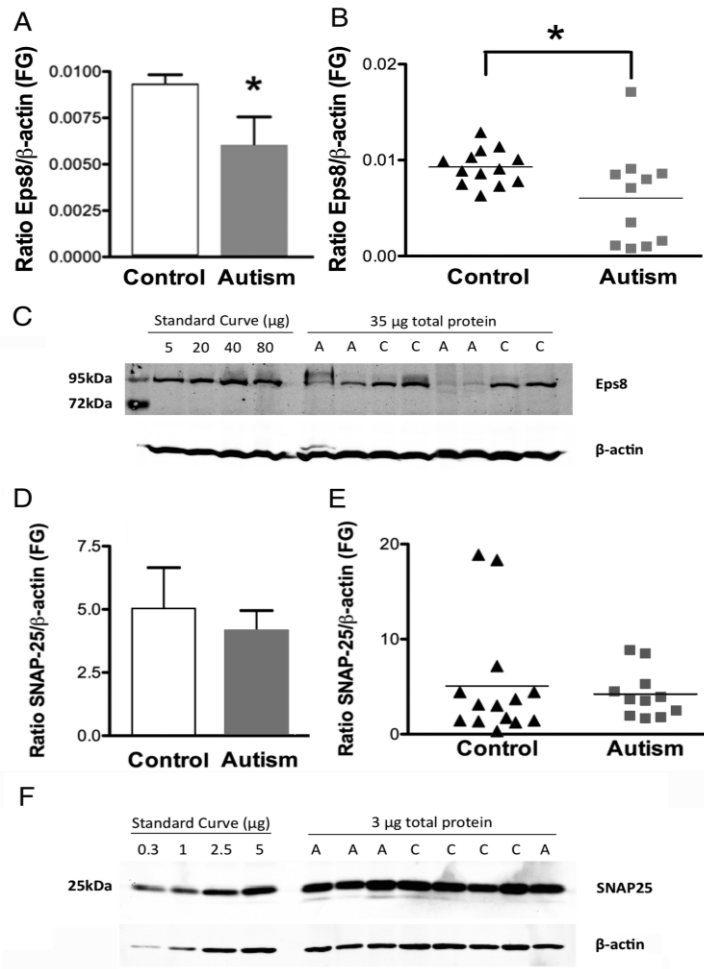 A
Ratio Eps8/β-actin (FG)
0.0100
0.0075
0.0050
0.0025
0.0000
*
Control Autism
B
Ratio Eps8/β-actin (FG)
0.02
0.01
0.00
*
Control Autism
C
Standard Curve (µg) 35 µg total protein
5 20 40 80 A A C C A A C C
95kDa Eps8
72kDa
β-actin
D
Ratio SNAP-25/β-actin (FG)
7.5
5.0
2.5
0.0
Control Autism
E
Ratio SNAP-25/β-actin (FG)
20
10
0
Control Autism
F
Standard Curve (µg) 3 µg total protein
0.3 1 2.5 5 A A A C C C C A
25kDa SNAP25
β-actin